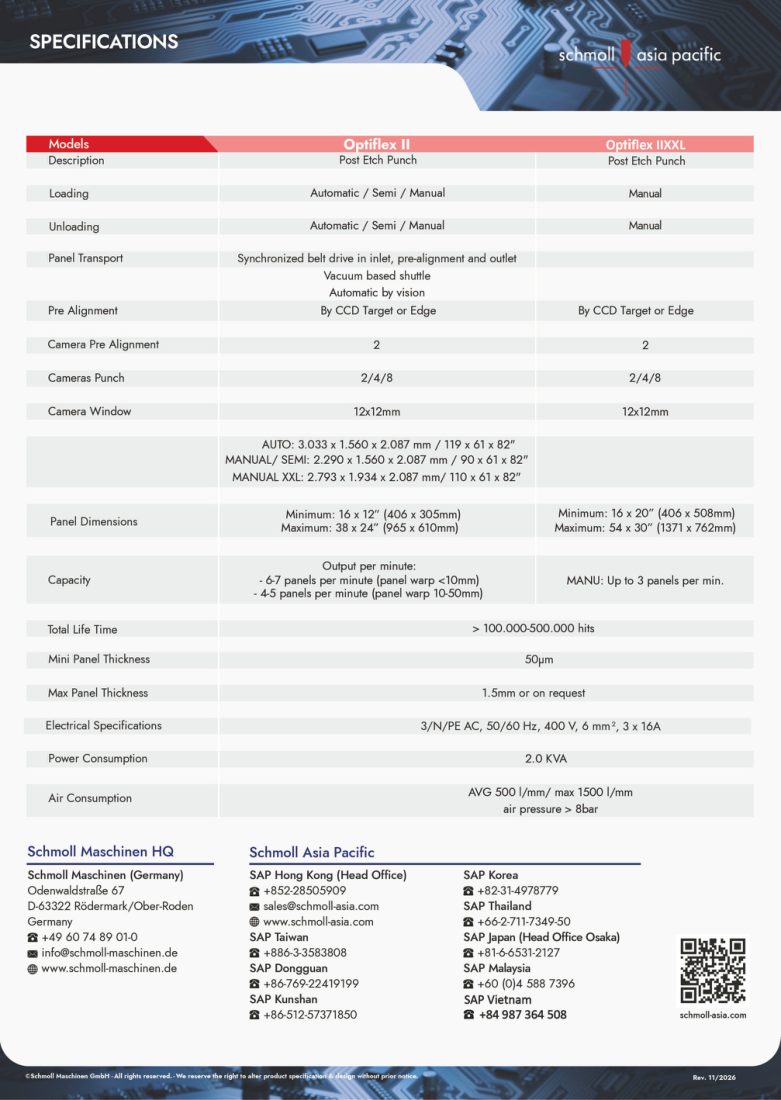 SPECIFICATIONS
schmoll asia pacific
Models Optiflex II Optiflex IIXXL
Description Post Etch Punch Post Etch Punch
Loading Automatic / Semi / Manual Manual
Unloading Automatic / Semi / Manual Manual
Panel Transport Synchronized belt drive in inlet, pre-alignment and outlet
Vacuum based shuttle
Automatic by vision
Pre Alignment By CCD Target or Edge By CCD Target or Edge
Camera Pre Alignment 2 2
Cameras Punch 2/4/8 2/4/8
Camera Window 12x12mm 12x12mm
AUTO: 3.033 x 1.560 x 2.087 mm / 119 x 61 x 82"
MANUAL/ SEMI: 2.290 x 1.560 x 2.087 mm / 90 x 61 x 82"
MANUAL XXL: 2.793 x 1.934 x 2.087 mm/ 110 x 61 x 82"
Panel Dimensions
Minimum: 16 x 12" (406 x 305mm) Minimum: 16 x 20" (406 x 508mm)
Maximum: 38 x 24" (965 x 610mm) Maximum: 54 x 30" (1371 x 762mm)
Capacity
Output per minute:
- 6-7 panels per minute (panel warp <10mm) MANU: Up to 3 panels per min.
- 4-5 panels per minute (panel warp 10-50mm)
Total Life Time > 100.000-500.000 hits
Mini Panel Thickness 50µm
Max Panel Thickness 1.5mm or on request
Electrical Specifications 3/N/PE AC, 50/60 Hz, 400 V, 6 mm², 3 x 16A
Power Consumption 2.0 KVA
Air Consumption AVG 500 l/mm/ max 1500 l/mm
air pressure > 8bar
Schmoll Maschinen HQ
Schmoll Maschinen (Germany)
Odenwaldstraße 67
D-63322 Rödermark/Ober-Roden
Germany
+49 60 74 89 01-0
info@schmoll-maschinen.de
www.schmoll-maschinen.de
Schmoll Asia Pacific
SAP Hong Kong (Head Office)
+852-28505909
sales@schmoll-asia.com
www.schmoll-asia.com
SAP Taiwan
+886-3-3583808
SAP Dongguan
+86-769-22419199
SAP Kunshan
+86-512-57371850
SAP Korea
+82-31-4978779
SAP Thailand
+66-2-711-7349-50
SAP Japan (Head Office Osaka)
+81-6-6531-2127
SAP Malaysia
+60 (0)4 588 7396
SAP Vietnam
+84 987 364 508
schmoll-asia.com
©Schmoll Maschinen GmbH - All rights reserved. - We reserve the right to alter product specification & design without prior notice.
Rev. 11/2026